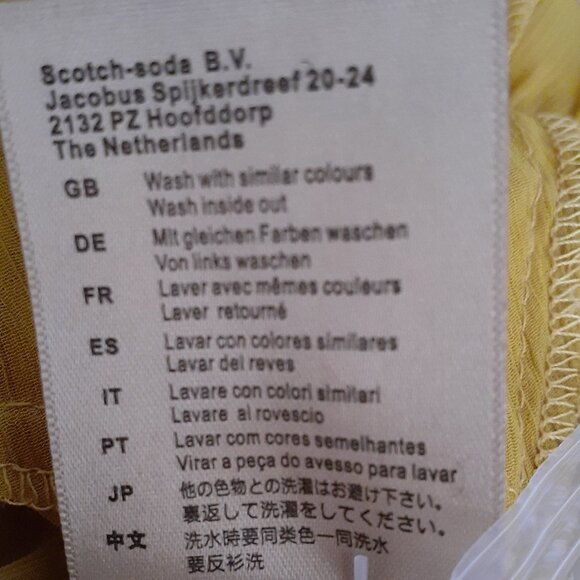 Scotch-soda B.V.
Jacobus Spijkerdreef 20-24
2132 PZ Hoofddorp
The Netherlands
GB Wash with similar colours
Wash inside out
DE Mit gleichen Farben waschen
Von links waschen
FR Laver avec mêmes couleurs
Laver retourné
ES Lavar con colores similares
Lavar del reves
IT Lavare con colori similari
Lavare al rovescio
PT Lavar com cores semelhantes
Virar a peça do avesso para lavar
JP 他の色物との洗濯はお避け下さい。
裏返して洗濯をしてください。
中文 洗水時要同类色一同洗水
要反衫洗